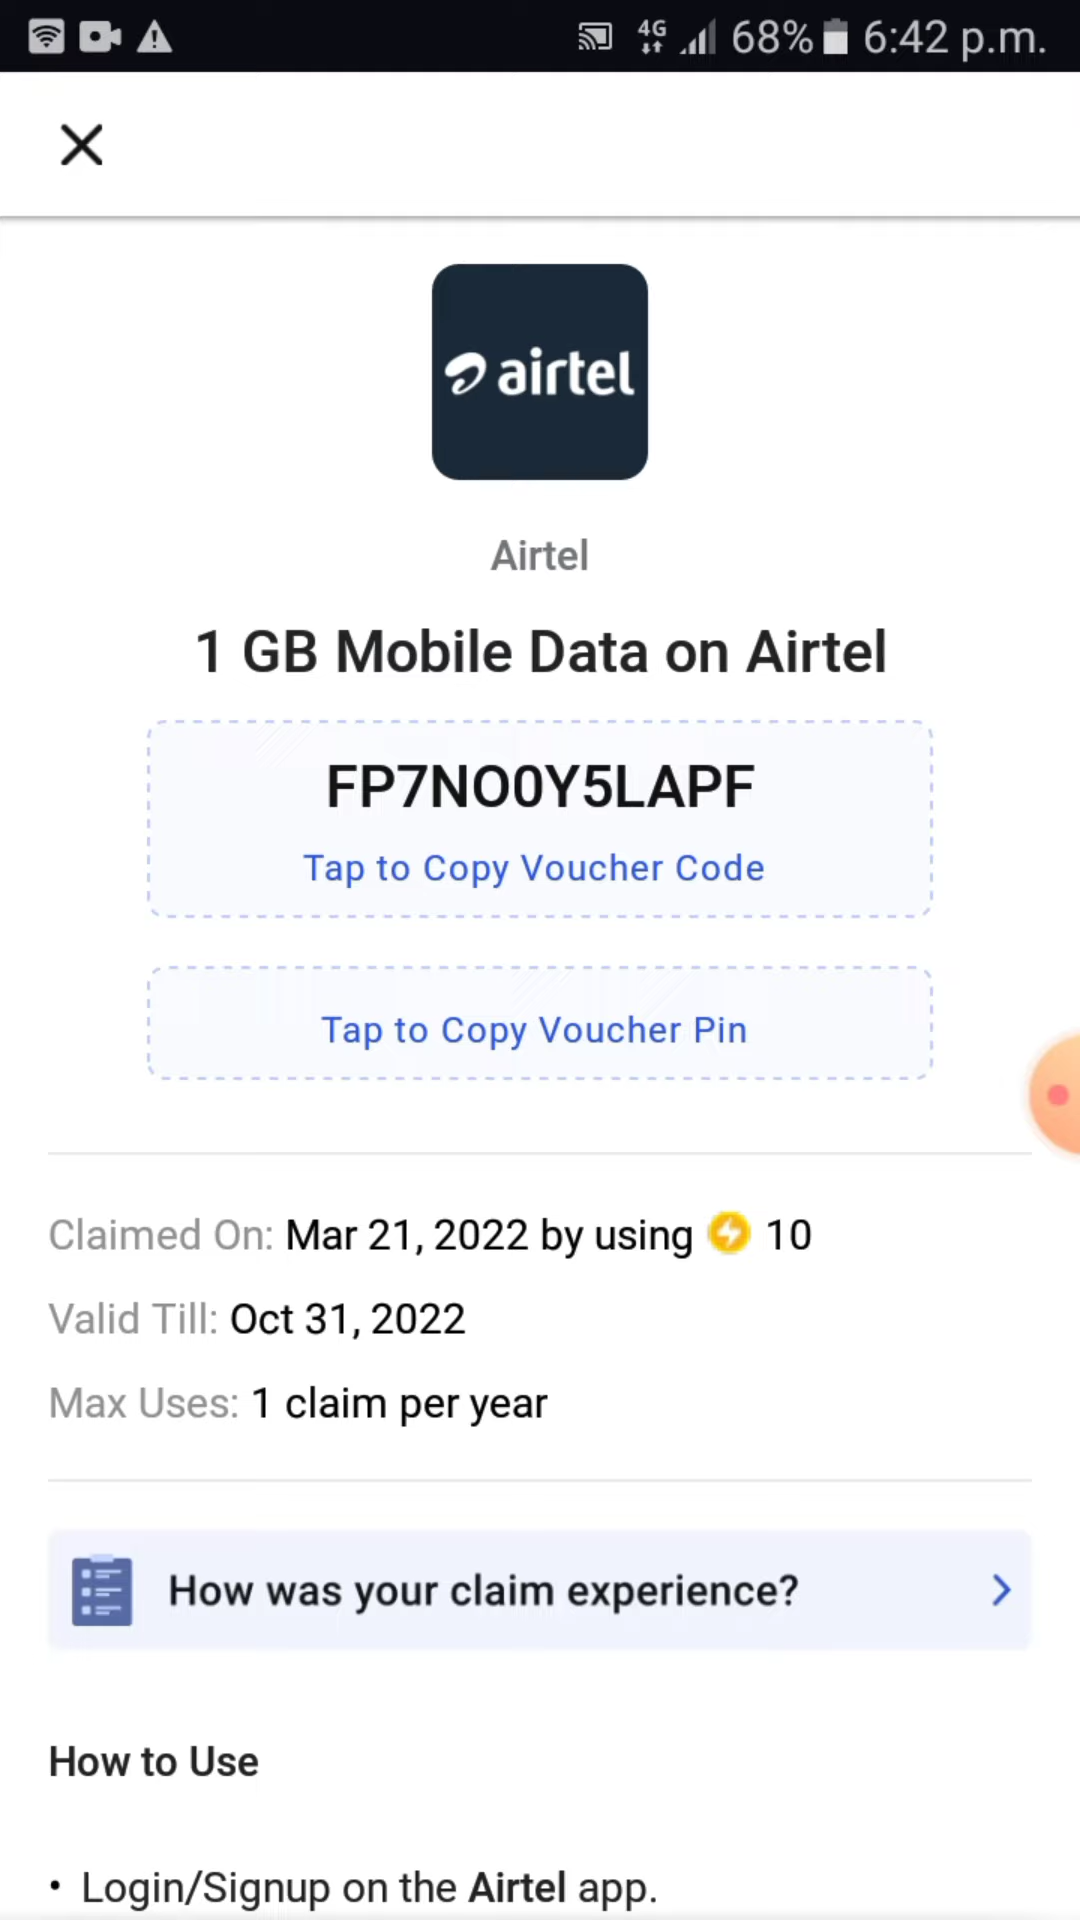 4G 68% 6:42 p.m.
airtel
Airtel
1 GB Mobile Data on Airtel
FP7NO0Y5LAPF
Tap to Copy Voucher Code
Tap to Copy Voucher Pin
Claimed On: Mar 21, 2022 by using 10
Valid Till: Oct 31, 2022
Max Uses: 1 claim per year
How was your claim experience?
How to Use
• Login/Signup on the Airtel app.